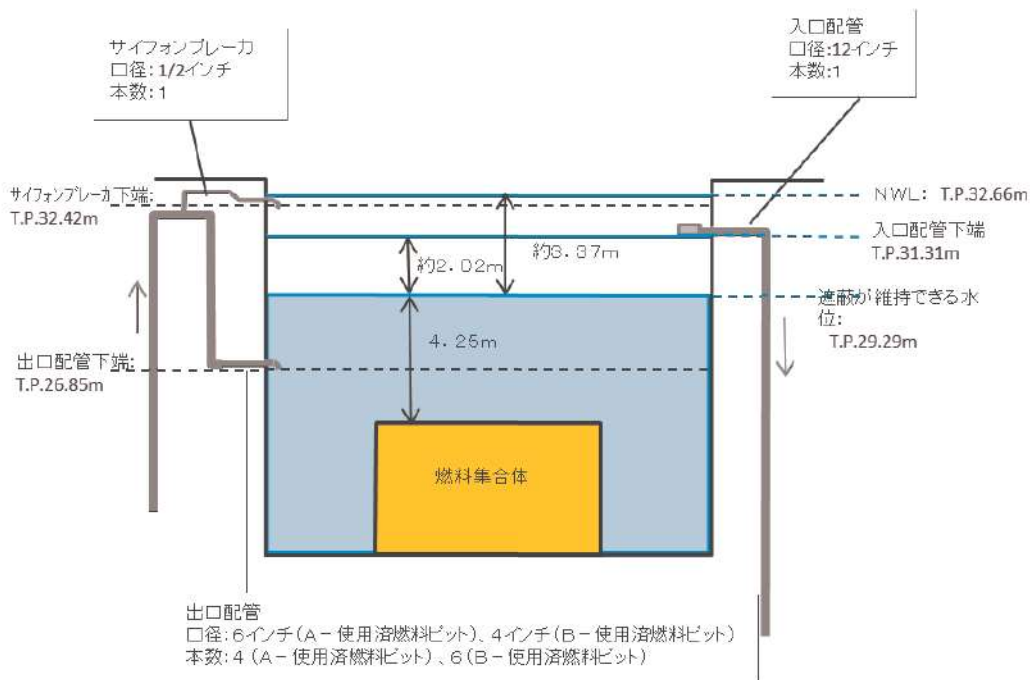 サイフォンブレーカ
口径:1/2インチ
本数:1
入口配管
口径:12インチ
本数:1
サイフォンブレーカ下端:
T.P.32.42m
NWL: T.P.32.66m
入口配管下端
T.P.31.31m
約3.37m
約2.02m
遮蔽が維持できる水
位:
T.P.29.29m
4.25m
出口配管下端:
T.P.26.85m
燃料集合体
出口配管
口径:6インチ(A-使用済燃料ピット)、4インチ(B-使用済燃料ピット)
本数:4(A-使用済燃料ピット)、6(B-使用済燃料ピット)